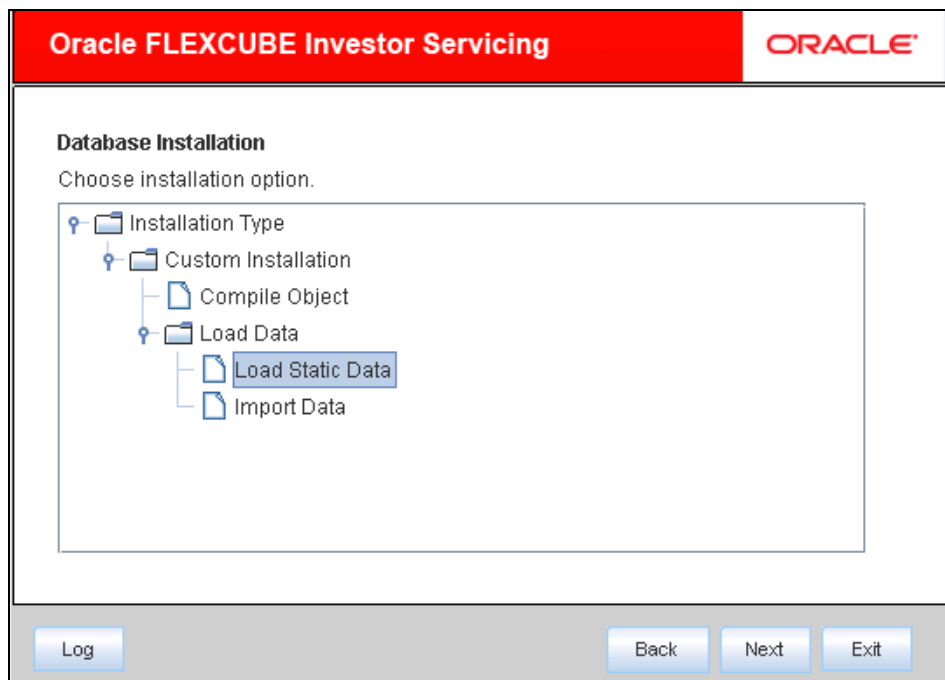 Oracle FLEXCUBE Investor Servicing
ORACLE
Database Installation
Choose installation option.
Installation Type
Custom Installation
Compile Object
Load Data
Load Static Data
Import Data
Log
Back
Next
Exit